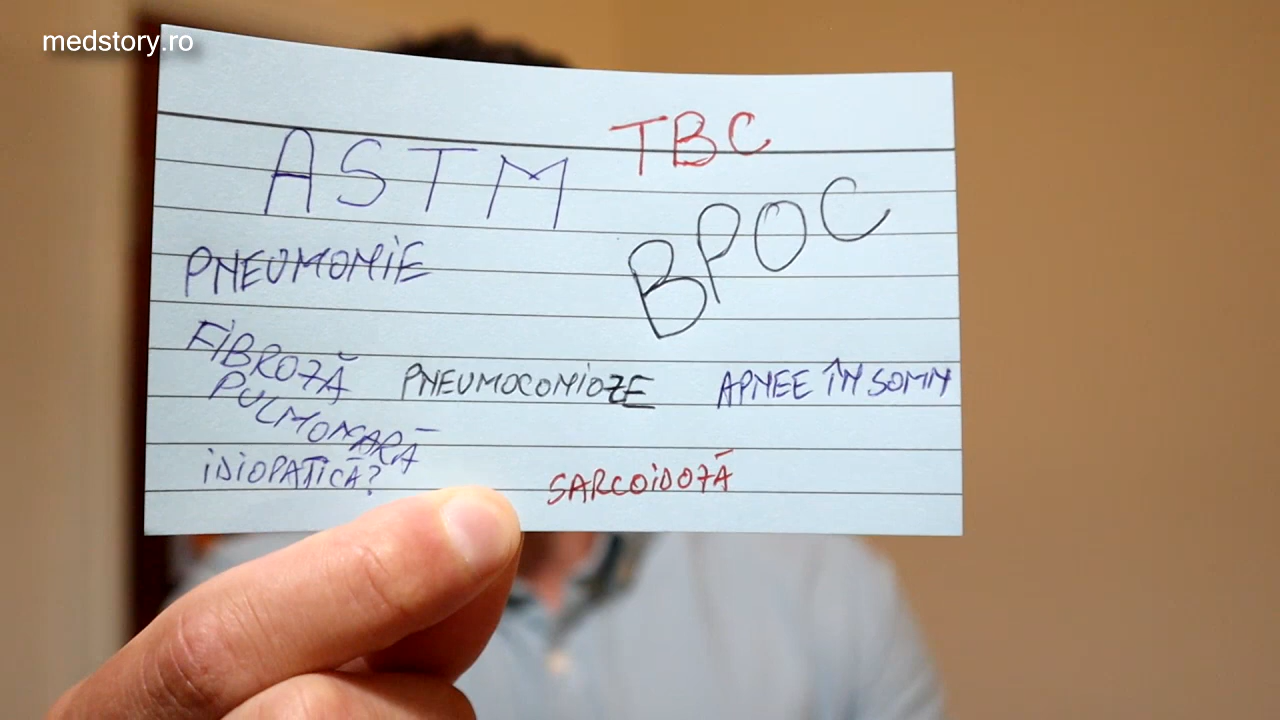 medstory.ro
ASTM
TBC
BPOC
PNEUMONIE
FIBROZĂ
PULMONARĂ
IDIOPATICĂ?
PNEUMOCONIOZE
APNEE ÎN SOMN
SARCOIDOZĂ